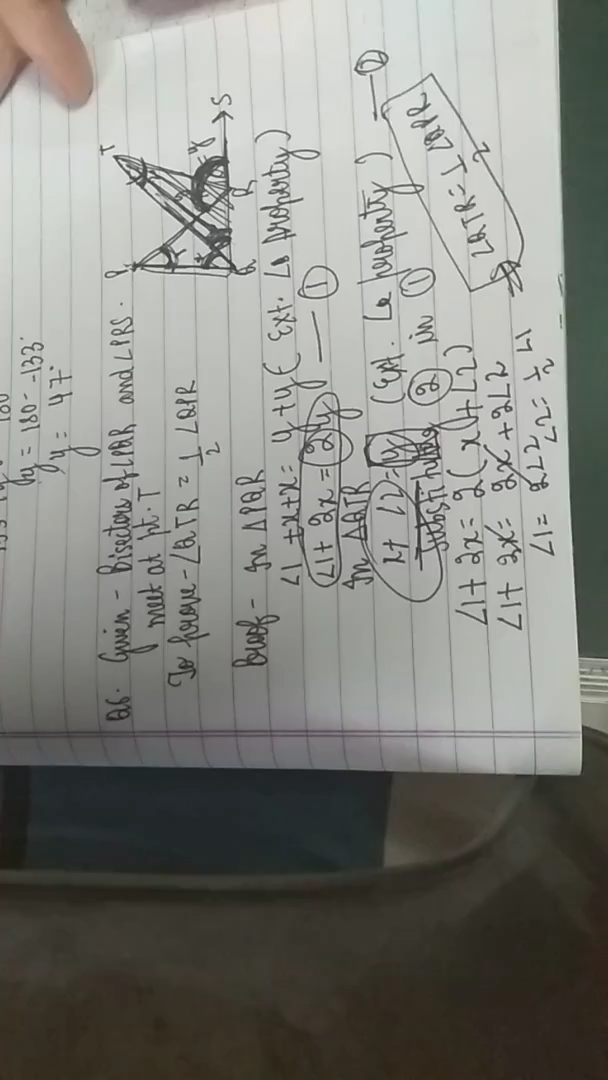 180
y = 180° - 133°
y = 47°
Q6. Given - Bisectors of ∠PQR and ∠PRS
meet at pt. T
To prove - ∠QTR = 1/2 ∠QPR
T
P
Q
R
S
y
Proof - In △PQR
∠1 + x + x = y + y ( Ext. ∠s property )
∠1 + 2x = 2y — ①
In △QTR
x + ∠2 = y (Ext. ∠s property ) — ②
Substituting ② in ①
∠1 + 2x = 2(x + ∠2)
∠1 + 2x = 2x + 2∠2
∠1 = 2∠2
∠2 = 1/2 ∠1
∠QTR = 1/2 ∠QPR